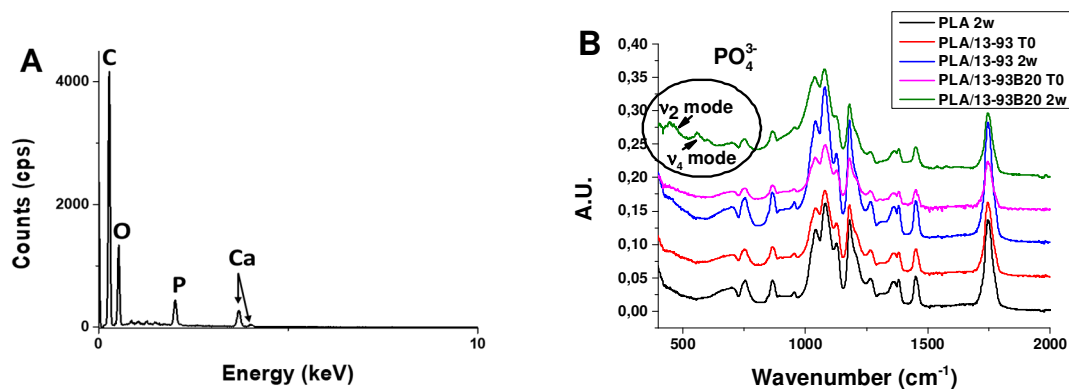 A
C
O
P
Ca
4000
2000
0
0
10
Counts (cps)
Energy (keV)
B
PO₄³⁻
ν2 mode
ν₄ mode
PLA 2w
PLA/13-93 T0
PLA/13-93 2w
PLA/13-93B20 T0
PLA/13-93B20 2w
0,40
0,35
0,30
0,25
0,20
0,15
0,10
0,05
0,00
A.U.
500
1000
1500
2000
Wavenumber (cm⁻¹)